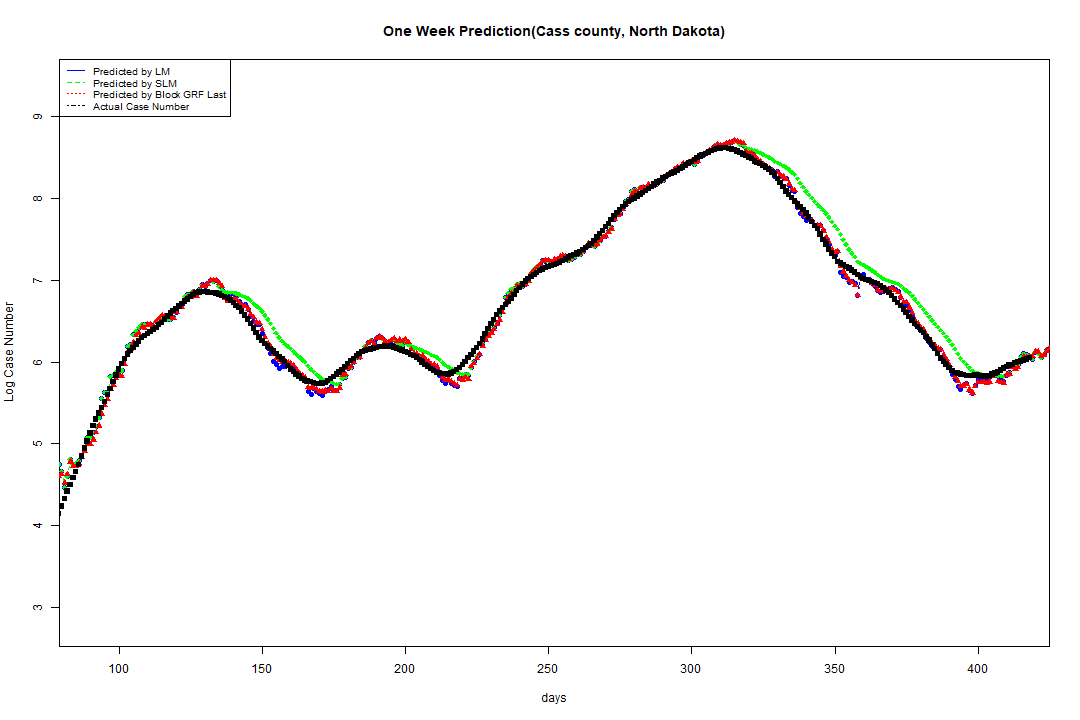 One Week Prediction(Cass county, North Dakota)
Predicted by LM
Predicted by SLM
Predicted by Block GRF Last
Actual Case Number
Log Case Number
9
8
7
6
5
4
3
100 150 200 250 300 350 400
days